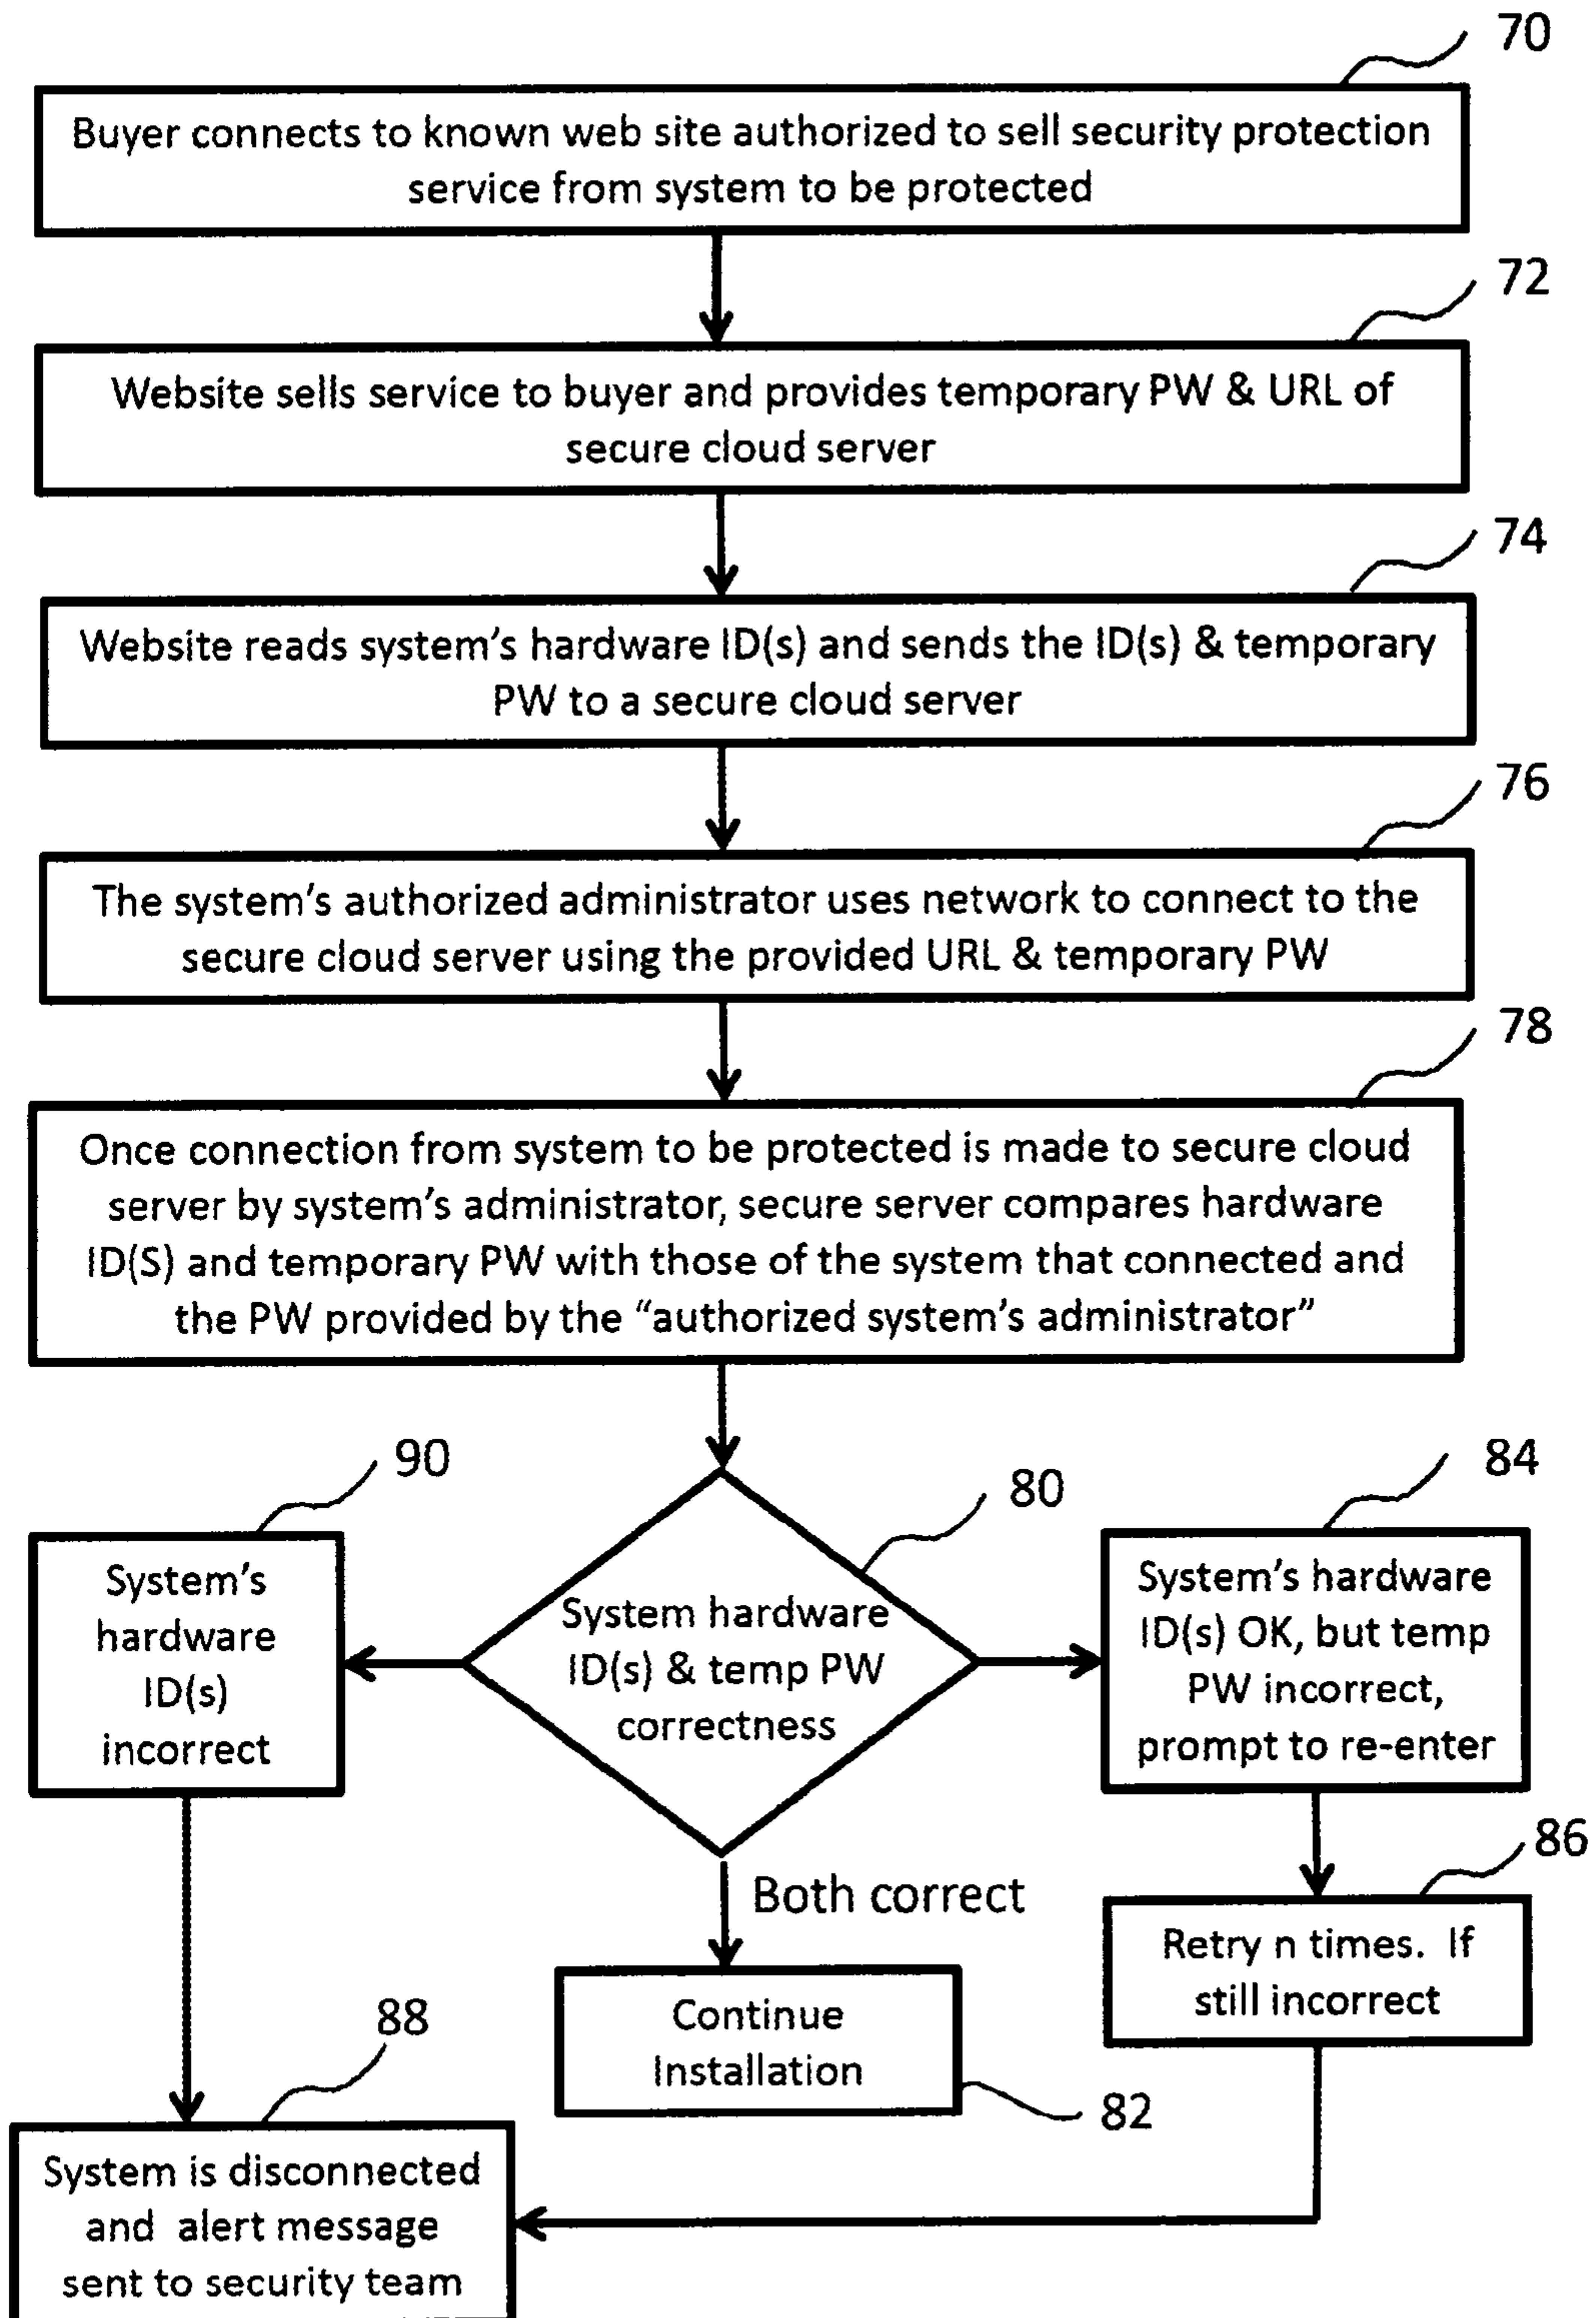 70
Buyer connects to known web site authorized to sell security protection
service from system to be protected
72
Website sells service to buyer and provides temporary PW & URL of
secure cloud server
74
Website reads system's hardware ID(s) and sends the ID(s) & temporary
PW to a secure cloud server
76
The system's authorized administrator uses network to connect to the
secure cloud server using the provided URL & temporary PW
78
Once connection from system to be protected is made to secure cloud
server by system's administrator, secure server compares hardware
ID(S) and temporary PW with those of the system that connected and
the PW provided by the “authorized system's administrator”
90
System's
hardware
ID(s)
incorrect
80
System hardware
ID(s) & temp PW
correctness
84
System's hardware
ID(s) OK, but temp
PW incorrect,
prompt to re-enter
Both correct
86
Retry n times. If
still incorrect
Continue
Installation
82
88
System is disconnected
and alert message
sent to security team